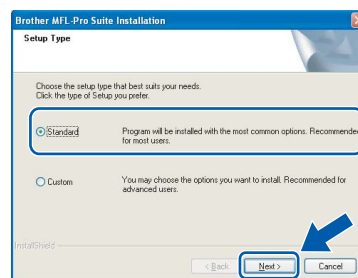 Brother MFL-Pro Suite Installation
Setup Type
Choose the setup type that best suits your needs.
Click the type of Setup you prefer.
Standard
Program will be installed with the most common options. Recommended
for most users.
Custom
You may choose the options you want to install. Recommended for
advanced users.
InstallShield
< Back
Next >
Cancel